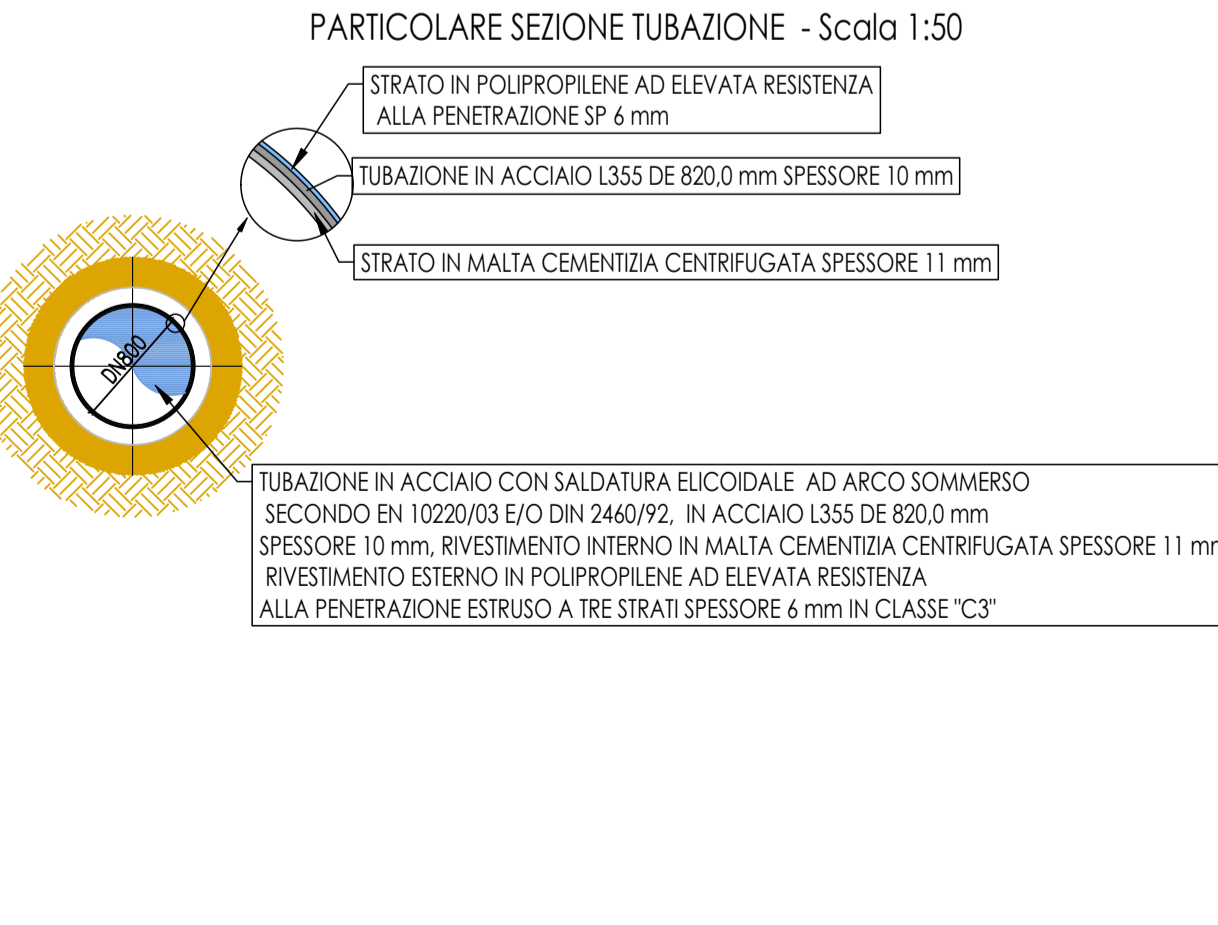 PARTICOLARE SEZIONE TUBAZIONE - Scala 1:50
STRATO IN POLIPROPILENE AD ELEVATA RESISTENZA
ALLA PENETRAZIONE SP 6 mm
TUBAZIONE IN ACCIAIO L355 DE 820,0 mm SPESSORE 10 mm
STRATO IN MALTA CEMENTIZIA CENTRIFUGATA SPESSORE 11 mm
DN800
TUBAZIONE IN ACCIAIO CON SALDATURA ELICOIDALE AD ARCO SOMMERSO
SECONDO EN 10220/03 E/O DIN 2460/92, IN ACCIAIO L355 DE 820,0 mm
SPESSORE 10 mm, RIVESTIMENTO INTERNO IN MALTA CEMENTIZIA CENTRIFUGATA SPESSORE 11 mm
RIVESTIMENTO ESTERNO IN POLIPROPILENE AD ELEVATA RESISTENZA
ALLA PENETRAZIONE ESTRUSO A TRE STRATI SPESSORE 6 mm IN CLASSE "C3"